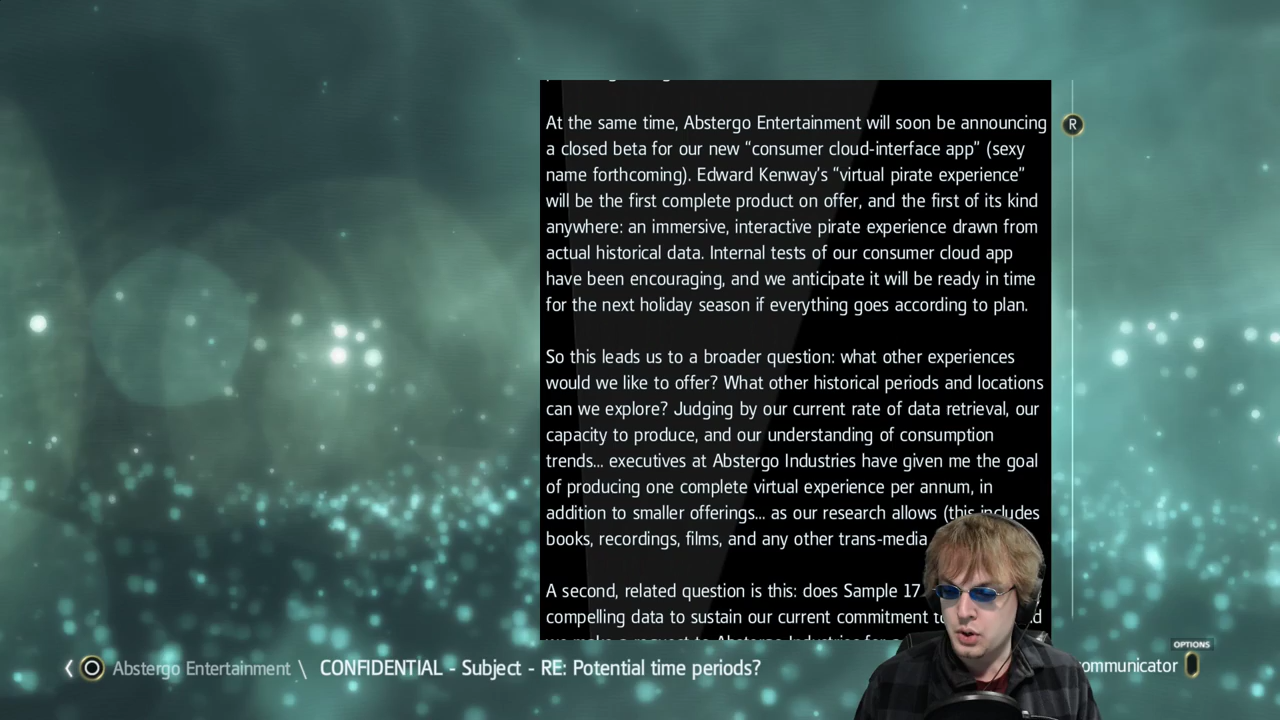 At the same time, Abstergo Entertainment will soon be announcing
a closed beta for our new “consumer cloud-interface app” (sexy
name forthcoming). Edward Kenway’s “virtual pirate experience”
will be the first complete product on offer, and the first of its kind
anywhere: an immersive, interactive pirate experience drawn from
actual historical data. Internal tests of our consumer cloud app
have been encouraging, and we anticipate it will be ready in time
for the next holiday season if everything goes according to plan.
So this leads us to a broader question: what other experiences
would we like to offer? What other historical periods and locations
can we explore? Judging by our current rate of data retrieval, our
capacity to produce, and our understanding of consumption
trends... executives at Abstergo Industries have given me the goal
of producing one complete virtual experience per annum, in
addition to smaller offerings... as our research allows (this includes
books, recordings, films, and any other trans-media
A second, related question is this: does Sample 17
compelling data to sustain our current commitment
R
OPTIONS
Abstergo Entertainment \ CONFIDENTIAL - Subject - RE: Potential time periods?
ommunicator